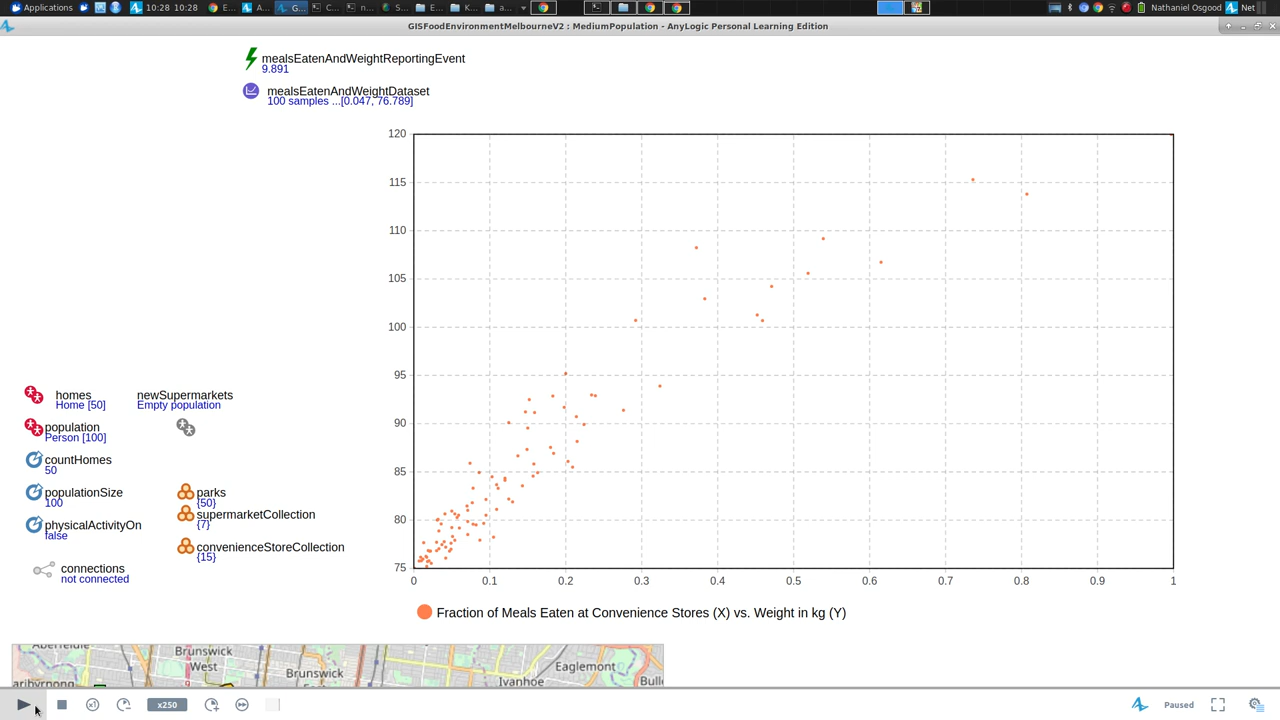 Applications 10:28 10:28 E... A... G... C... n... S... E... K... a... Nathaniel Osgood Net
GISFoodEnvironmentMelbourneV2 : MediumPopulation - AnyLogic Personal Learning Edition
mealsEatenAndWeightReportingEvent
9.891
mealsEatenAndWeightDataset
100 samples ...[0.047, 76.789]
120
115
110
105
100
95
90
85
80
75
0 0.1 0.2 0.3 0.4 0.5 0.6 0.7 0.8 0.9 1
Fraction of Meals Eaten at Convenience Stores (X) vs. Weight in kg (Y)
homes
Home [50]
newSupermarkets
Empty population
population
Person [100]
countHomes
50
populationSize
100
parks
{50}
supermarketCollection
{7}
physicalActivityOn
false
convenienceStoreCollection
{15}
connections
not connected
Aberfeldie
Brunswick
West
Eaglemont
Brunswick
Ivanhoe
Bulle
aribyrnong
x1
x250
Paused